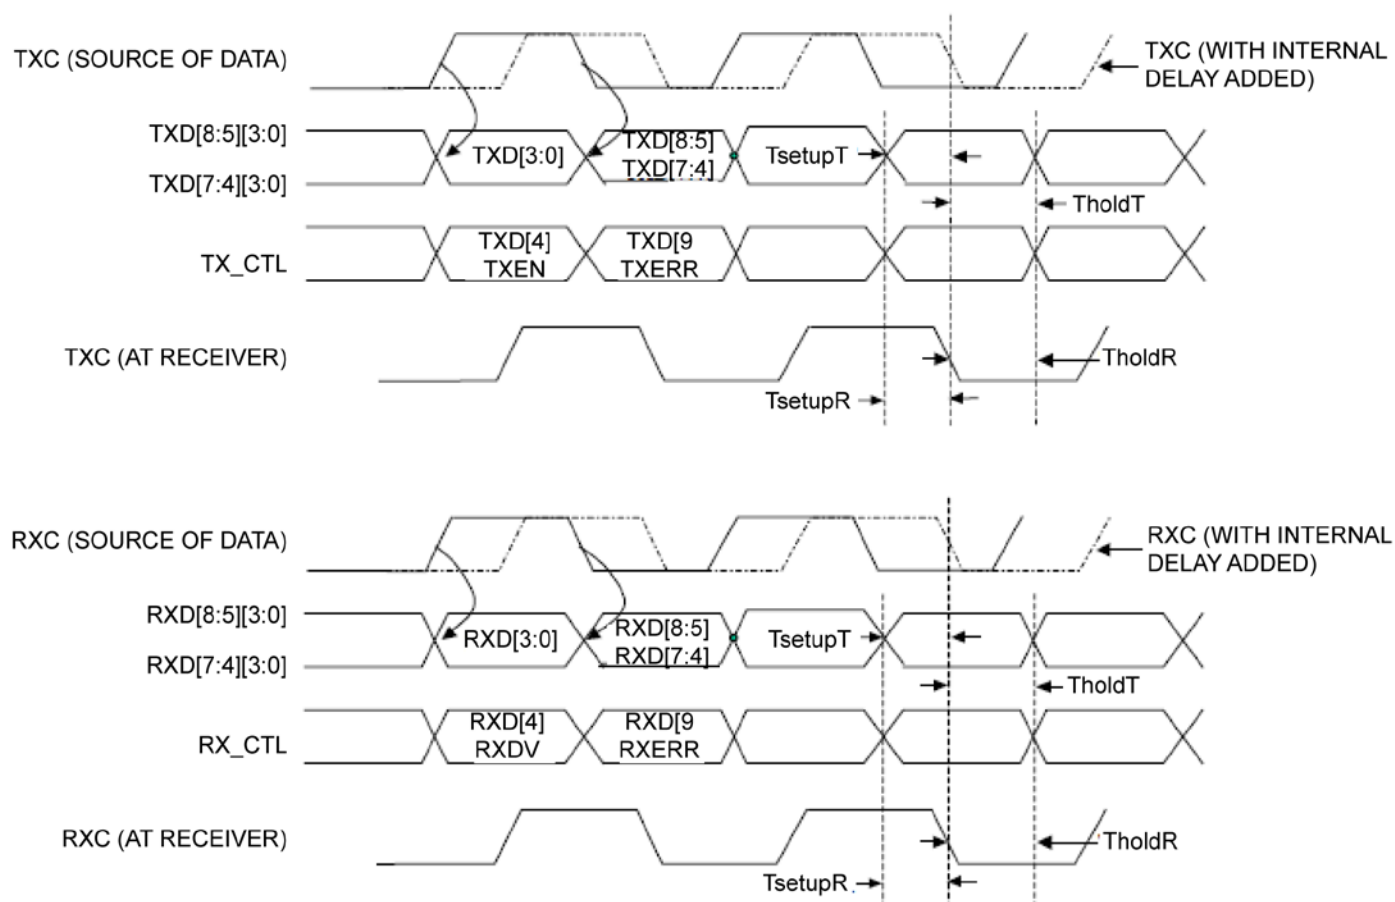 TXC (SOURCE OF DATA)
TXC (WITH INTERNAL
DELAY ADDED)
TXD[8:5][3:0]
TXD[7:4][3:0]
TXD[3:0]
TXD[8:5]
TXD[7:4]
TsetupT
TholdT
TX_CTL
TXD[4]
TXEN
TXD[9
TXERR
TXC (AT RECEIVER)
TholdR
TsetupR
RXC (SOURCE OF DATA)
RXC (WITH INTERNAL
DELAY ADDED)
RXD[8:5][3:0]
RXD[7:4][3:0]
RXD[3:0]
RXD[8:5]
RXD[7:4]
TsetupT
TholdT
RX_CTL
RXD[4]
RXDV
RXD[9
RXERR
RXC (AT RECEIVER)
TholdR
TsetupR